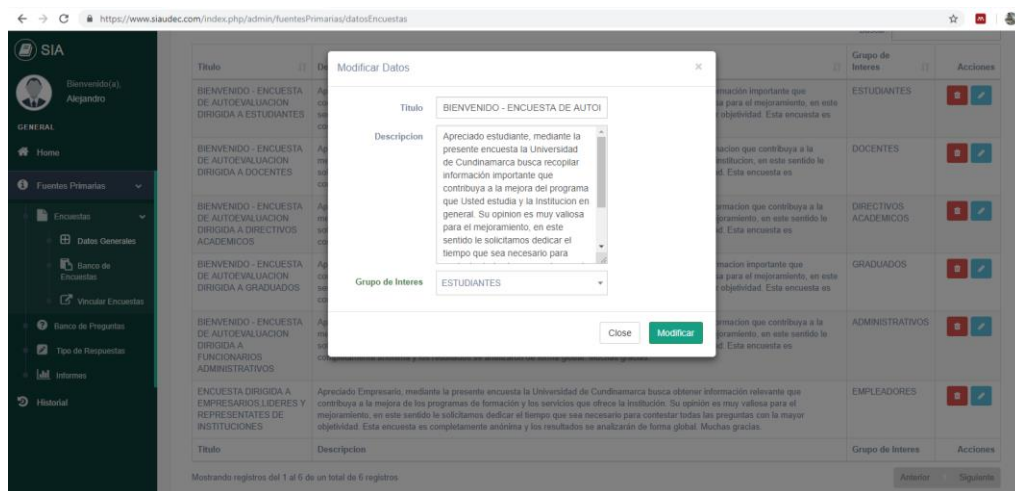 https://www.siaudec.com/index.php/admin/fuentesPrimarias/datosEncuestas
SIA
Bienvenido(a),
Alejandro
GENERAL
Home
Fuentes Primarias
Encuestas
Datos Generales
Banco de
Encuestas
Vincular Encuestas
Banco de Preguntas
Tipo de Respuestas
Informes
Historial
Modificar Datos
×
Titulo
BIENVENIDO - ENCUESTA DE AUTOI
Descripcion
Apreciado estudiante, mediante la
presente encuesta la Universidad
de Cundinamarca busca recopilar
información importante que
contribuya a la mejora del programa
que Usted estudia y la Institucion en
general. Su opinion es muy valiosa
para el mejoramiento, en este
sentido le solicitamos dedicar el
tiempo que sea necesario para
Grupo de Interes
ESTUDIANTES
Close
Modificar
Titulo
Grupo de
Interes
Acciones
BIENVENIDO - ENCUESTA
DE AUTOEVALUACION
DIRIGIDA A ESTUDIANTES
ESTUDIANTES
BIENVENIDO - ENCUESTA
DE AUTOEVALUACION
DIRIGIDA A DOCENTES
DOCENTES
BIENVENIDO - ENCUESTA
DE AUTOEVALUACION
DIRIGIDA A DIRECTIVOS
ACADEMICOS
DIRECTIVOS
ACADEMICOS
BIENVENIDO - ENCUESTA
DE AUTOEVALUACION
DIRIGIDA A GRADUADOS
GRADUADOS
BIENVENIDO - ENCUESTA
DE AUTOEVALUACION
DIRIGIDA A
FUNCIONARIOS
ADMINISTRATIVOS
ADMINISTRATIVOS
ENCUESTA DIRIGIDA A
EMPRESARIOS,LIDERES Y
REPRESENTATES DE
INSTITUCIONES
Apreciado Empresario, mediante la presente encuesta la Universidad de Cundinamarca busca obtener información relevante que
contribuya a la mejora de los programas de formación y los servicios que ofrece la institución. Su opinión es muy valiosa para el
mejoramiento, en este sentido le solicitamos dedicar el tiempo que sea necesario para contestar todas las preguntas con la mayor
objetividad. Esta encuesta es completamente anónima y los resultados se analizarán de forma global. Muchas gracias.
EMPLEADORES
Titulo
Descripcion
Grupo de Interes
Acciones
Mostrando registros del 1 al 6 de un total de 6 registros
Anterior
Siguiente